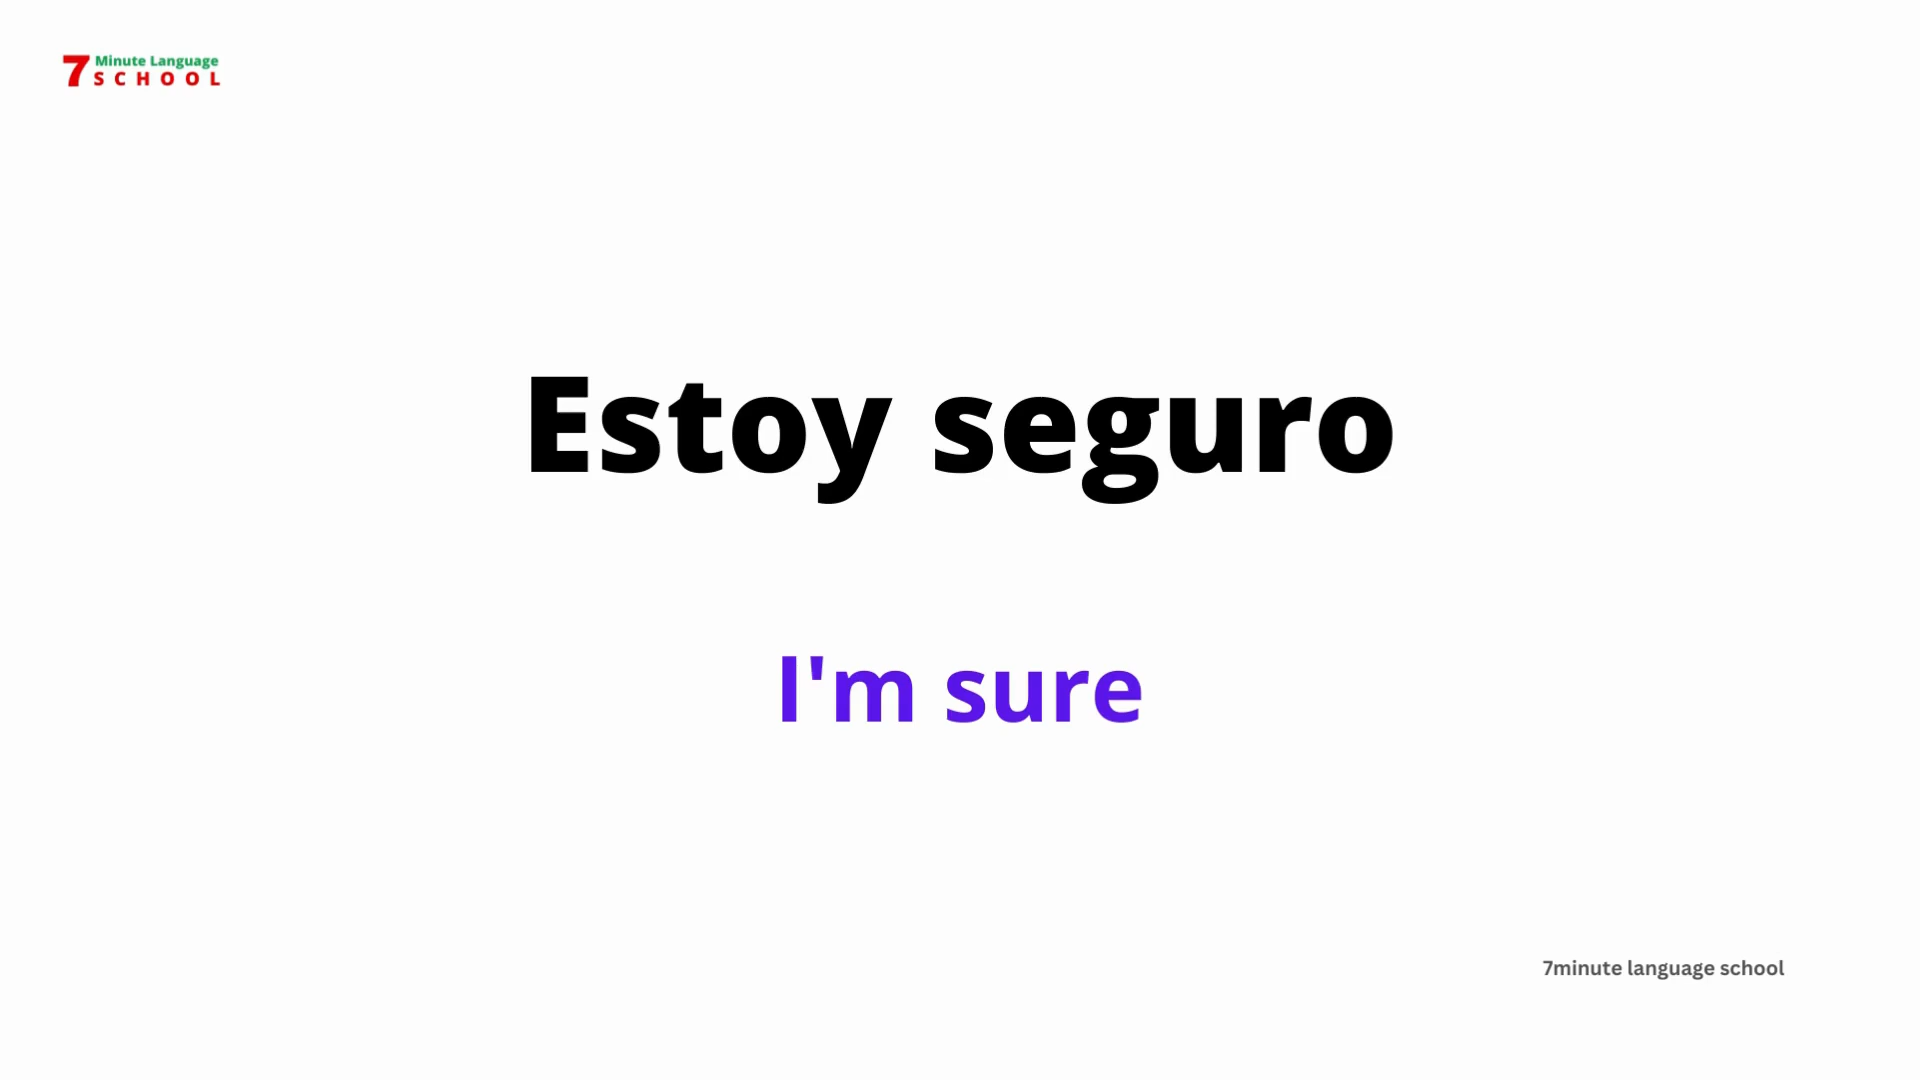 7 Minute Language
SCHOOL
Estoy seguro
I'm sure
7minute language school